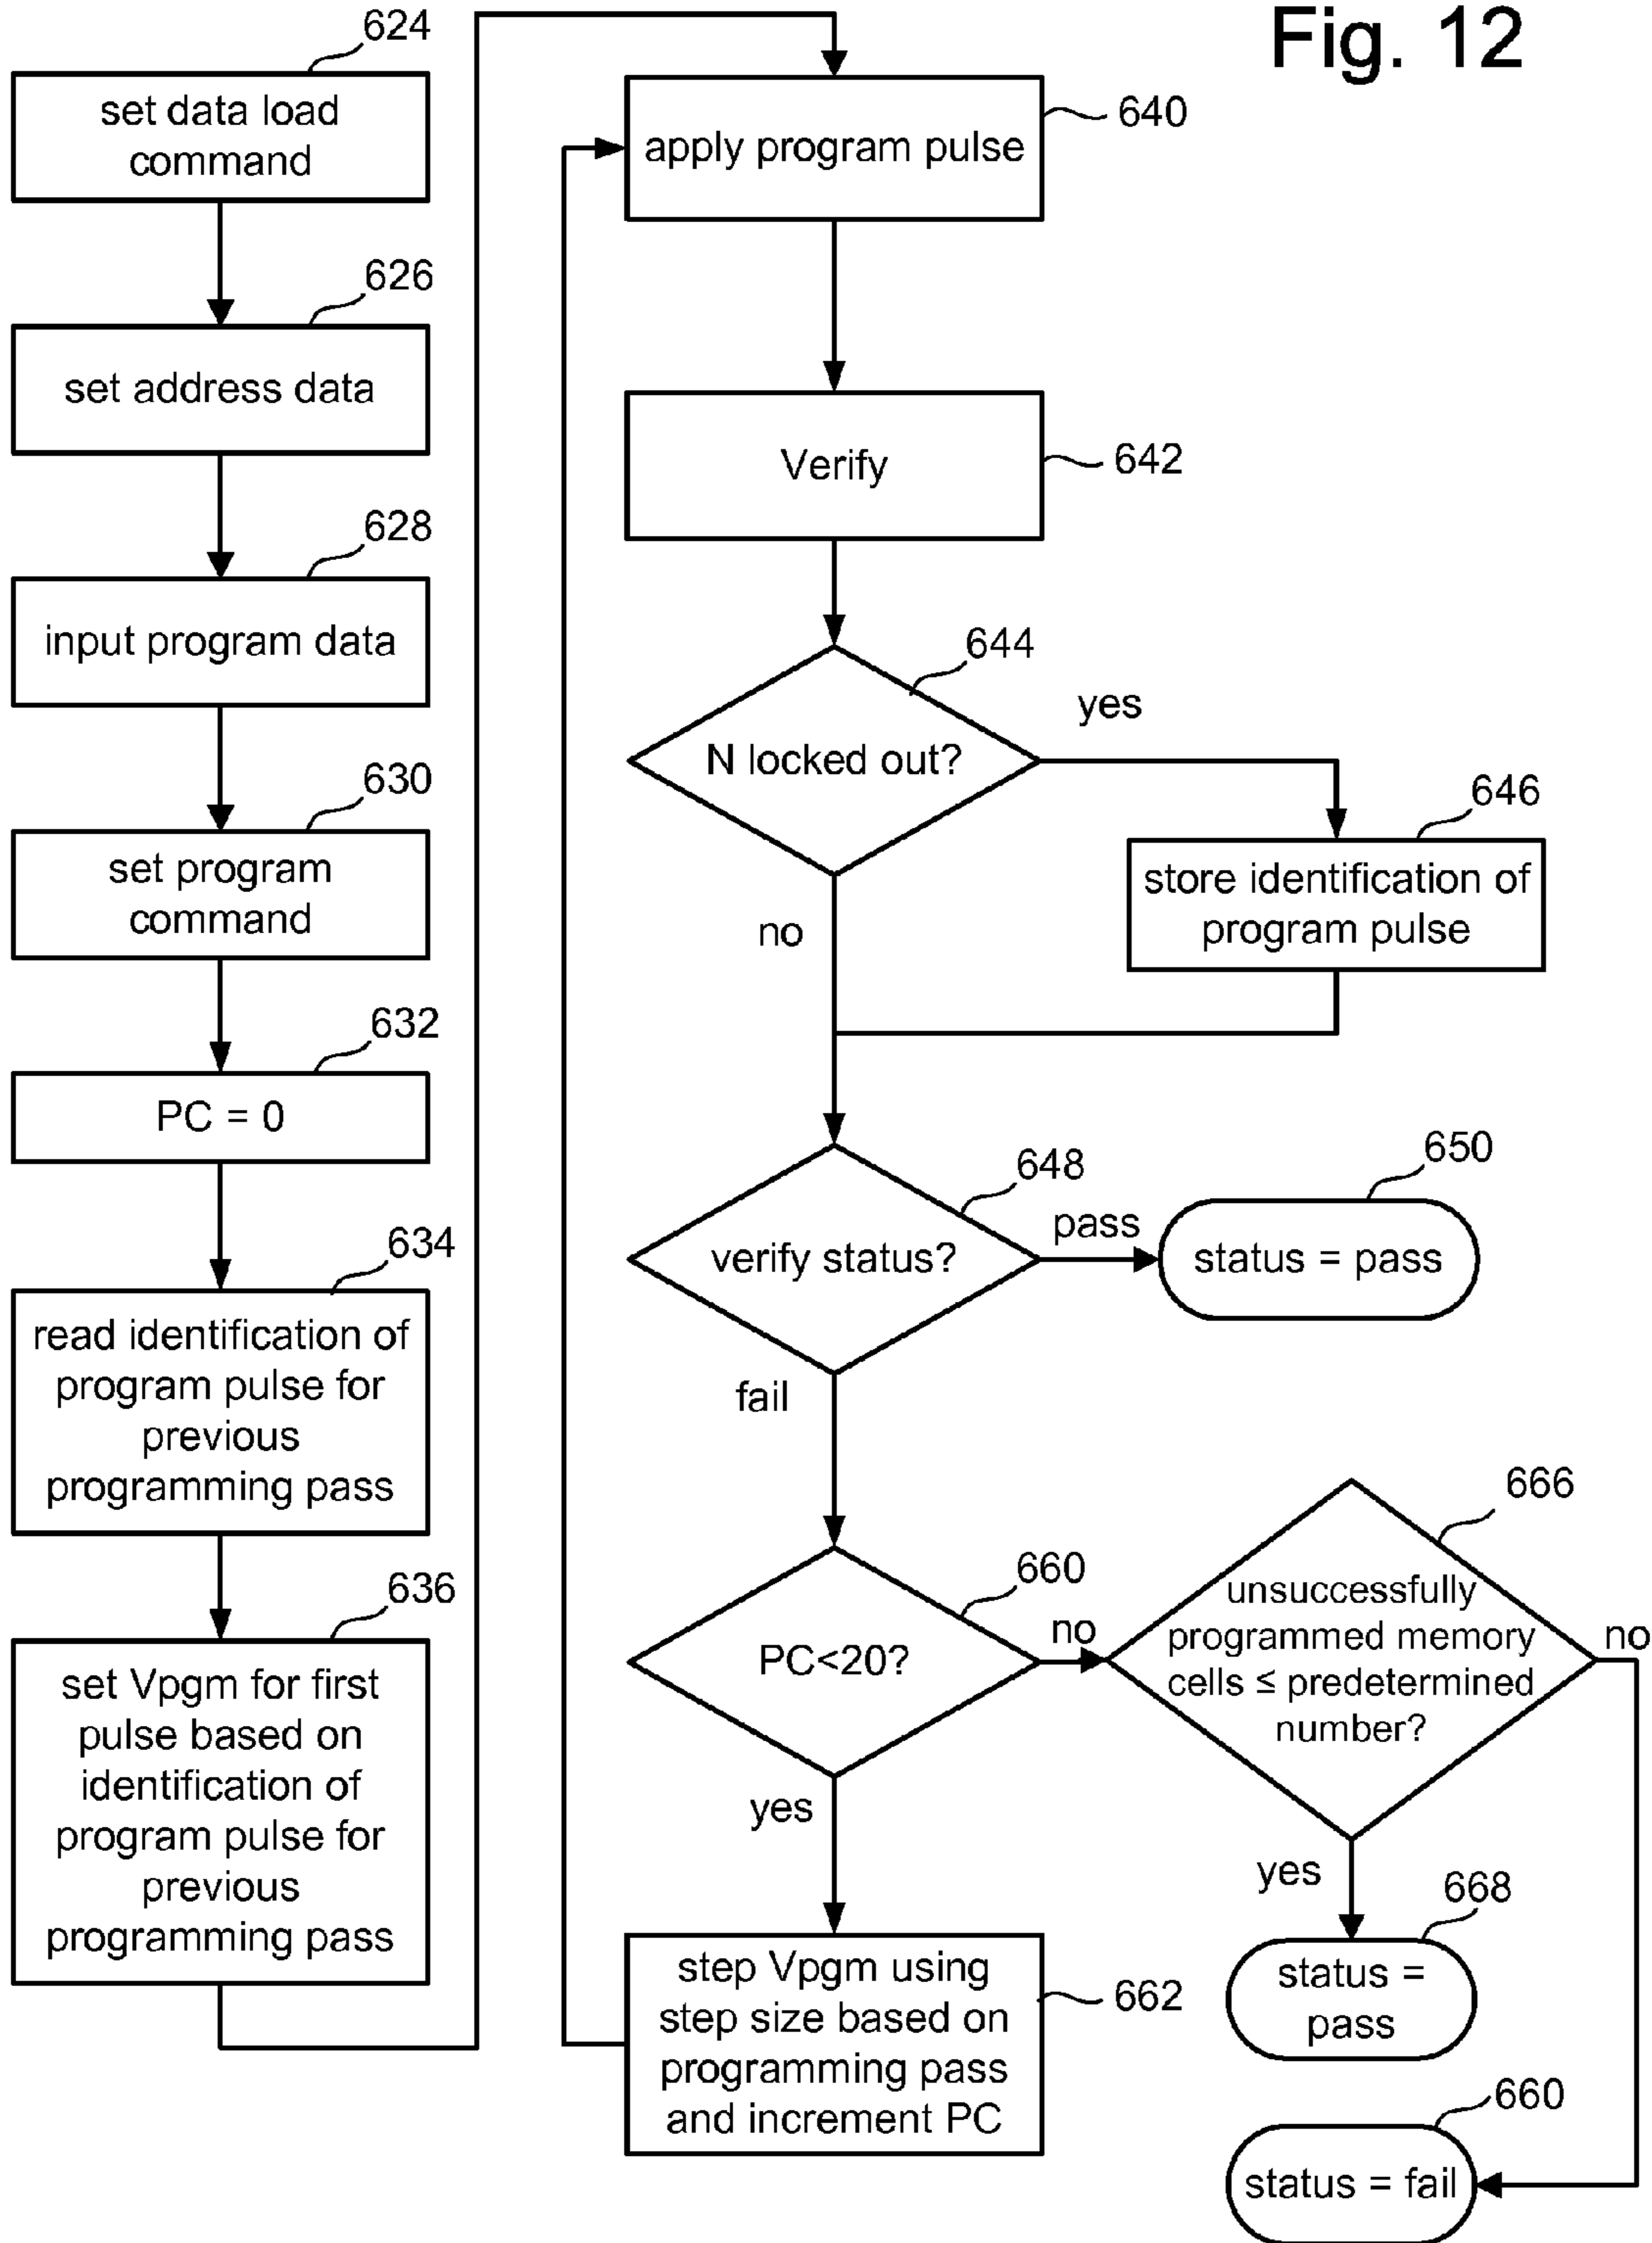 Fig. 12
624
set data load
command
626
set address data
628
input program data
630
set program
command
632
PC = 0
634
read identification of
program pulse for
previous
programming pass
636
set Vpgm for first
pulse based on
identification of
program pulse for
previous
programming pass
apply program pulse
640
Verify
642
644
N locked out?
yes
no
646
store identification of
program pulse
648
verify status?
pass
fail
650
status = pass
660
PC<20?
no
yes
666
unsuccessfully
programmed memory
cells ≤ predetermined
number?
no
yes
step Vpgm using
step size based on
programming pass
and increment PC
662
668
status =
pass
660
status = fail